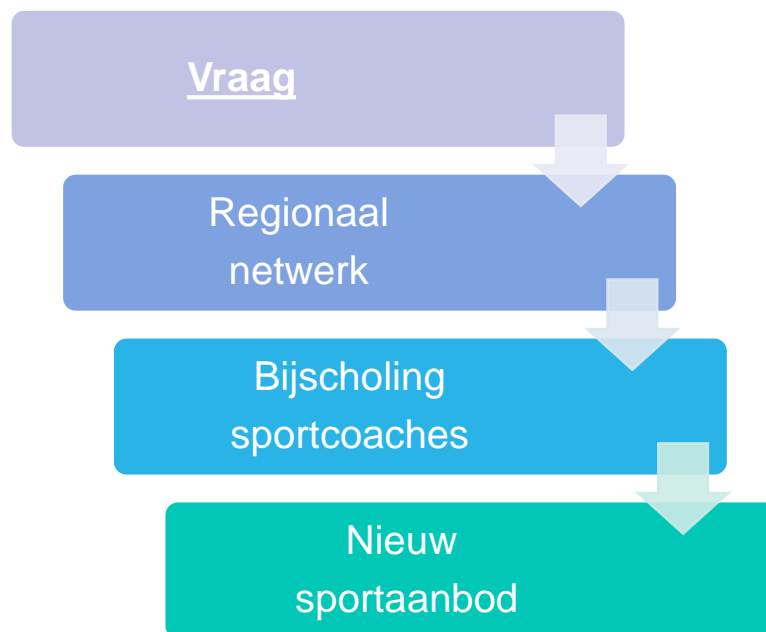 Vraag
Regionaal
netwerk
Bijscholing
sportcoaches
Nieuw
sportaanbod